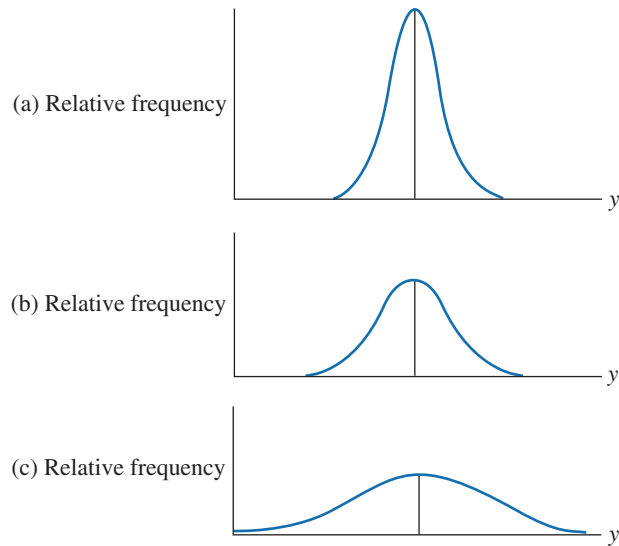 (a) Relative frequency
y
(b) Relative frequency
y
(c) Relative frequency
y